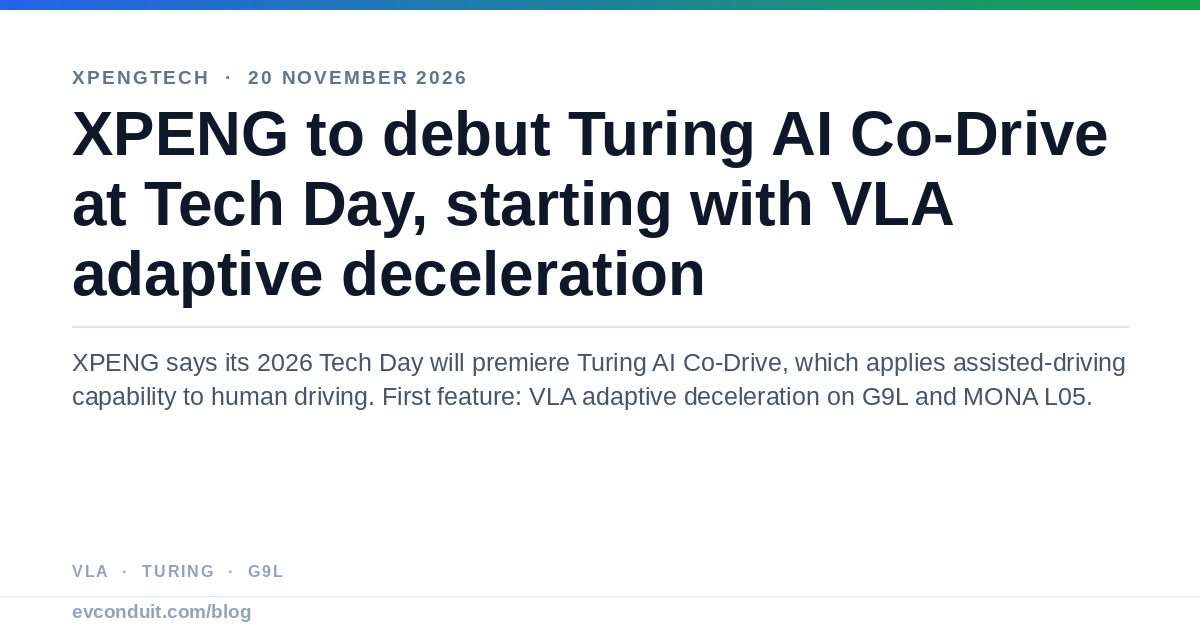 XPENGTECH · 20 NOVEMBER 2026
XPENG to debut Turing AI Co-Drive
at Tech Day, starting with VLA
adaptive deceleration
XPENG says its 2026 Tech Day will premiere Turing AI Co-Drive, which applies assisted-driving
capability to human driving. First feature: VLA adaptive deceleration on G9L and MONA L05.
VLA · TURING · G9L
evconduit.com/blog